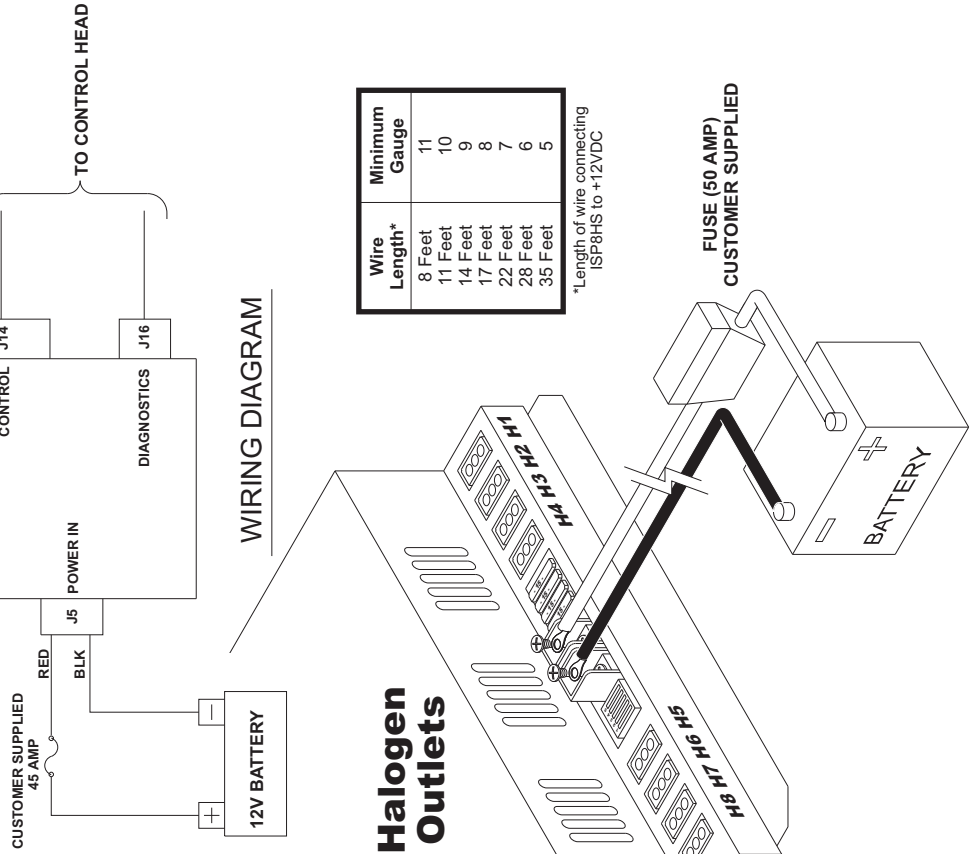 CUSTOMER SUPPLIED
45 AMP
RED
BLK
J5
POWER IN
CONTROL
J14
DIAGNOSTICS
J16
TO CONTROL HEAD
+
−
12V BATTERY
WIRING DIAGRAM
Wire Length* Minimum Gauge
8 Feet 11
11 Feet 10
14 Feet 9
17 Feet 8
22 Feet 7
28 Feet 6
35 Feet 5
*Length of wire connecting
ISP8HS to +12VDC
Halogen
Outlets
H4 H3 H2 H1
H8 H7 H6 H5
FUSE (50 AMP)
CUSTOMER SUPPLIED
−
+
BATTERY